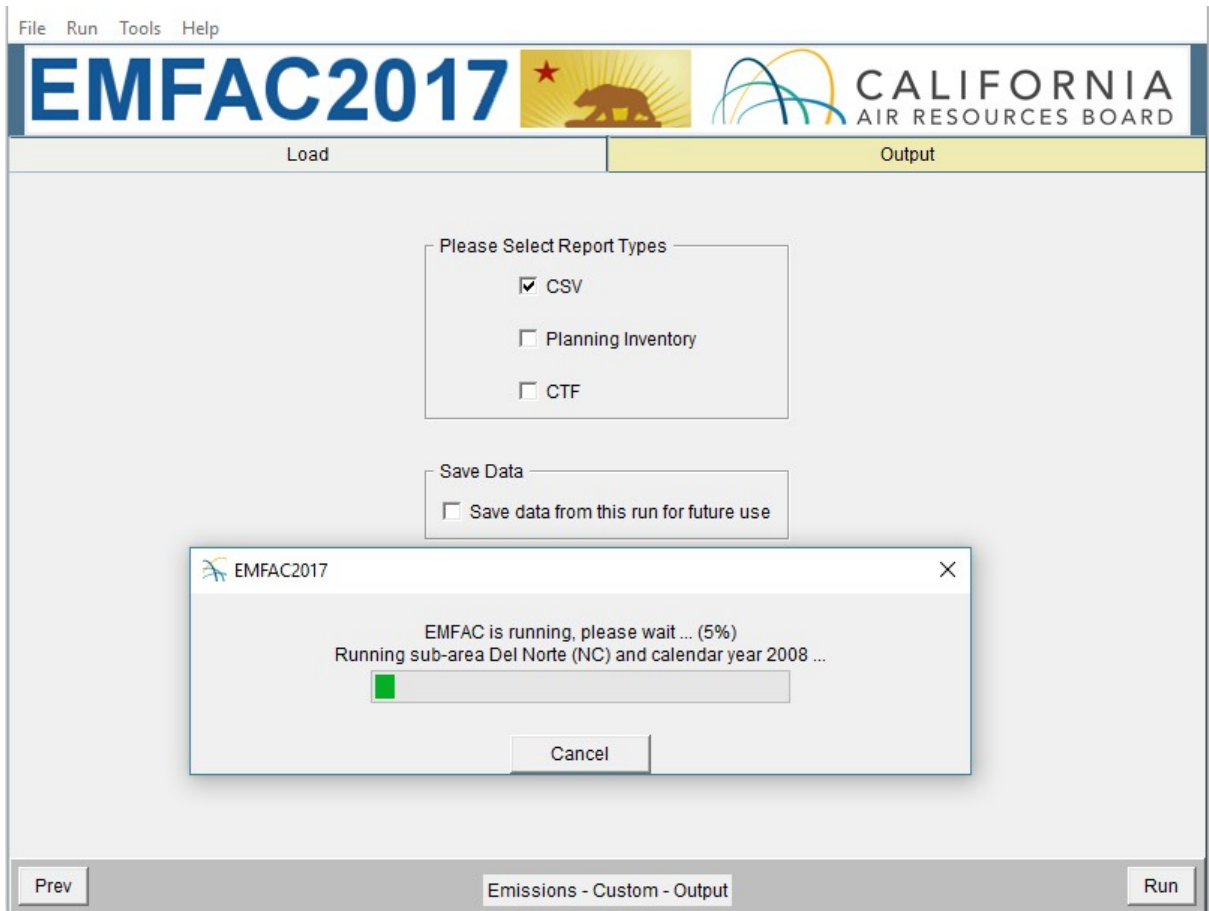 File Run Tools Help
EMFAC2017
CALIFORNIA
AIR RESOURCES BOARD
Load Output
Please Select Report Types
CSV
Planning Inventory
CTF
Save Data
Save data from this run for future use
EMFAC2017
EMFAC is running, please wait ... (5%)
Running sub-area Del Norte (NC) and calendar year 2008 ...
Cancel
Prev Emissions - Custom - Output Run